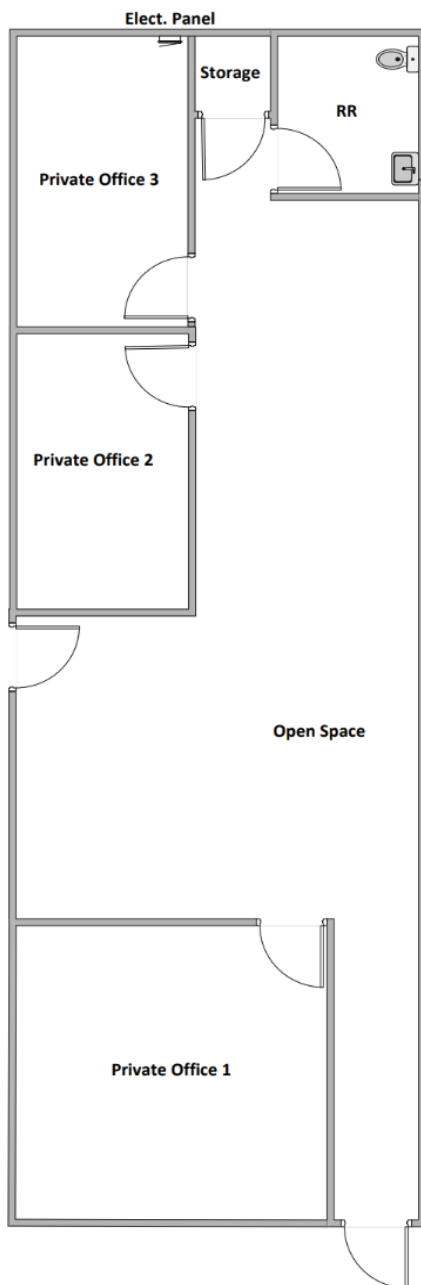 Elect. Panel
Storage
RR
Private Office 3
Private Office 2
Open Space
Private Office 1